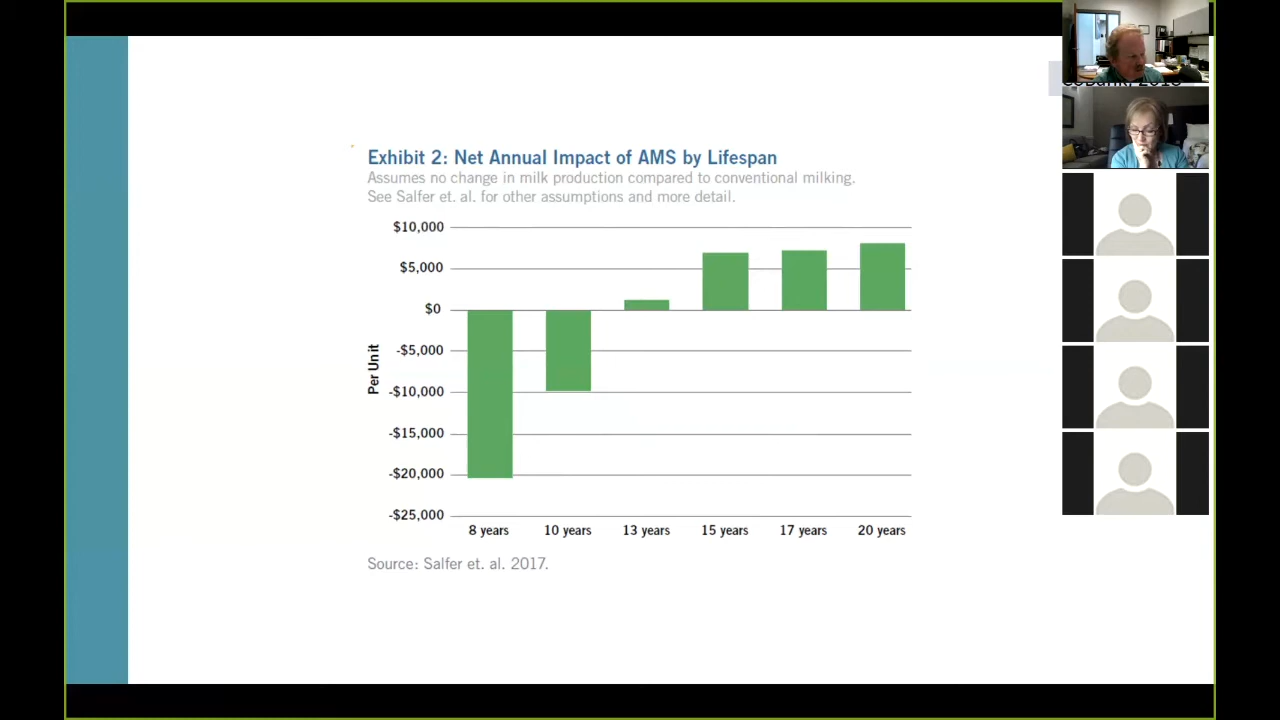 Exhibit 2: Net Annual Impact of AMS by Lifespan
Assumes no change in milk production compared to conventional milking.
See Salfer et. al. for other assumptions and more detail.
$10,000
$5,000
$0
-$5,000
-$10,000
-$15,000
-$20,000
-$25,000
Per Unit
8 years
10 years
13 years
15 years
17 years
20 years
Source: Salfer et. al. 2017.